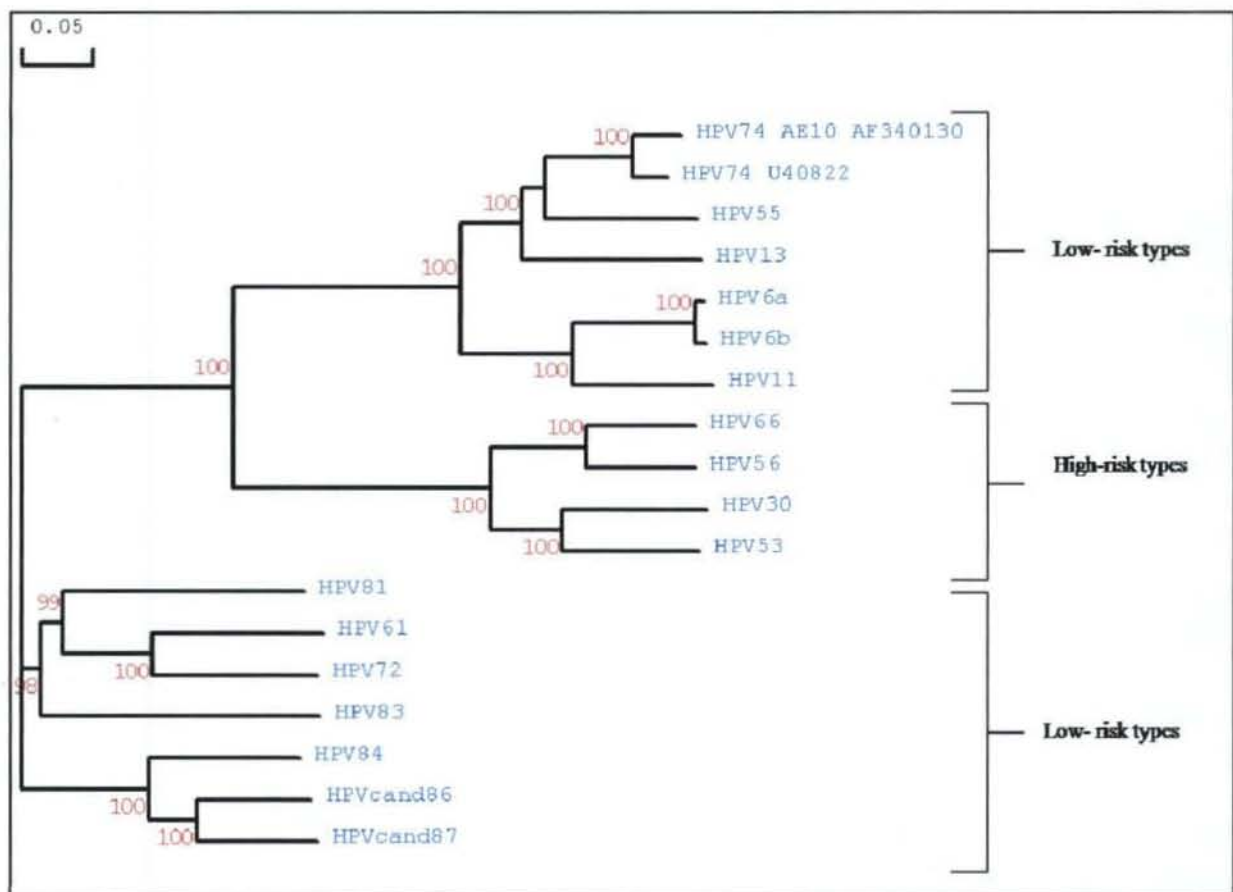 0.05
100 HPV74 AE10 AF340130
HPV74 U40822
100 HPV55
HPV13
Low- risk types
100
100 HPV6a
HPV6b
100 HPV11
100
100 HPV66
HPV56
High-risk types
100 HPV30
100 HPV53
HPV81
99
HPV61
100 HPV72
98
HPV83
Low- risk types
HPV84
100 HPVcand86
100 HPVcand87